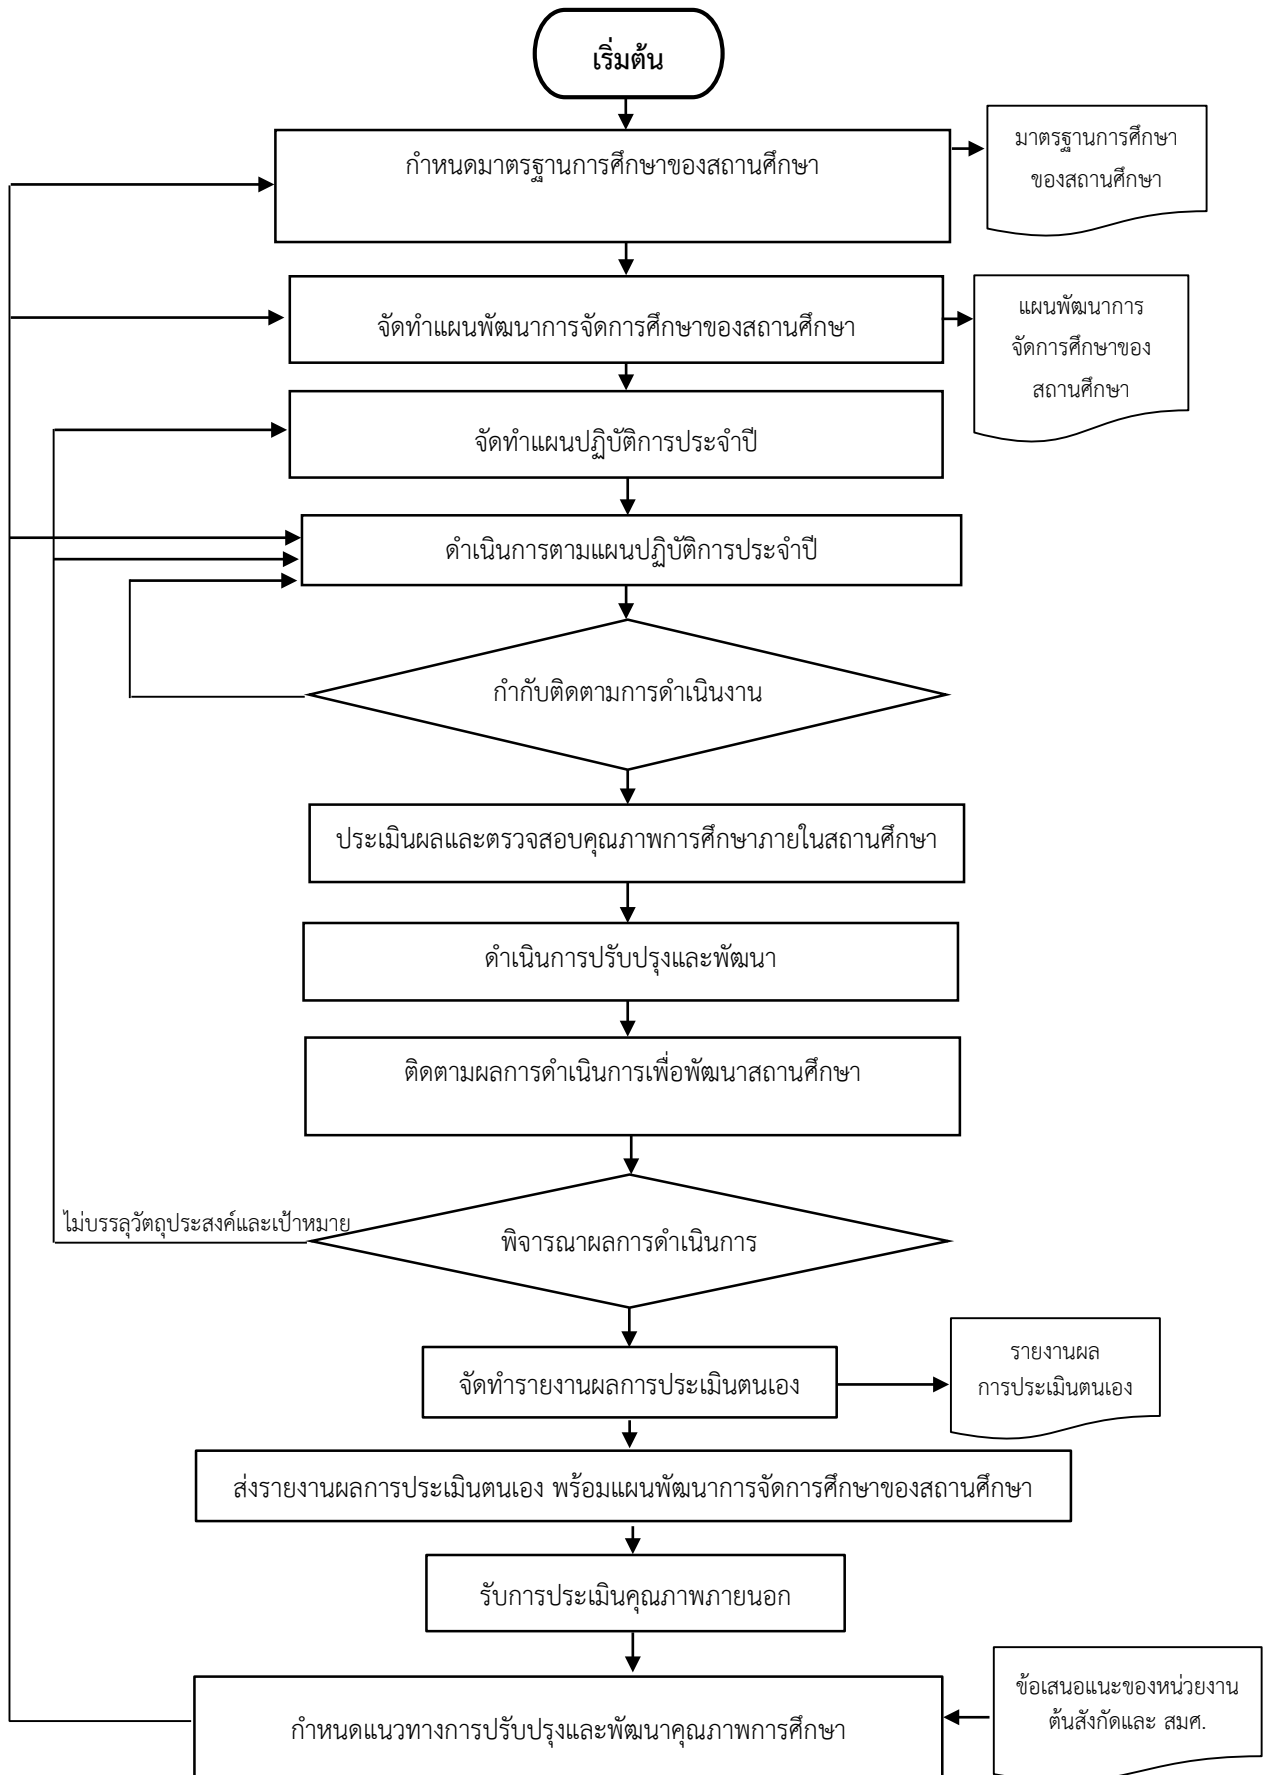 เริ่มต้น
กำหนดมาตรฐานการศึกษาของสถานศึกษา
มาตรฐานการศึกษา
ของสถานศึกษา
จัดทำแผนพัฒนาการจัดการศึกษาของสถานศึกษา
แผนพัฒนาการ
จัดการศึกษาของ
สถานศึกษา
จัดทำแผนปฏิบัติการประจำปี
ดำเนินการตามแผนปฏิบัติการประจำปี
กำกับติดตามการดำเนินงาน
ประเมินผลและตรวจสอบคุณภาพการศึกษาภายในสถานศึกษา
ดำเนินการปรับปรุงและพัฒนา
ติดตามผลการดำเนินการเพื่อพัฒนาสถานศึกษา
ไม่บรรลุวัตถุประสงค์และเป้าหมาย
พิจารณาผลการดำเนินการ
จัดทำรายงานผลการประเมินตนเอง
รายงานผล
การประเมินตนเอง
ส่งรายงานผลการประเมินตนเอง พร้อมแผนพัฒนาการจัดการศึกษาของสถานศึกษา
รับการประเมินคุณภาพภายนอก
กำหนดแนวทางการปรับปรุงและพัฒนาคุณภาพการศึกษา
ข้อเสนอแนะของหน่วยงาน
ต้นสังกัดและ สมศ.